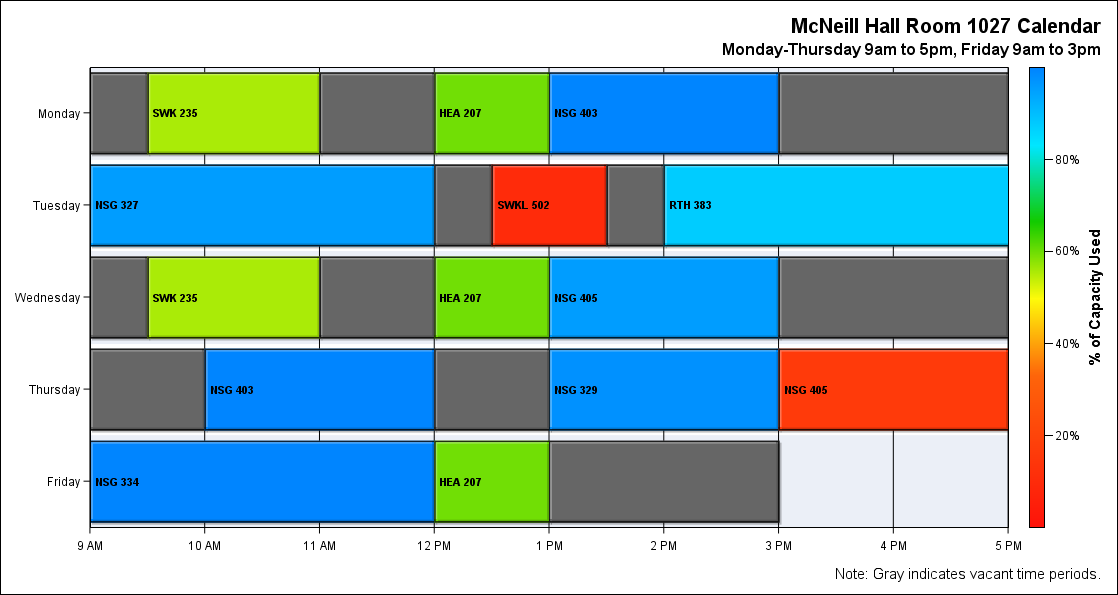 McNeill Hall Room 1027 Calendar
Monday-Thursday 9am to 5pm, Friday 9am to 3pm
Monday
SWK 235
HEA 207
NSG 403
Tuesday
NSG 327
SWKL 502
RTH 383
Wednesday
SWK 235
HEA 207
NSG 405
Thursday
NSG 403
NSG 329
NSG 405
Friday
NSG 334
HEA 207
9 AM
10 AM
11 AM
12 PM
1 PM
2 PM
3 PM
4 PM
5 PM
80%
60%
40%
20%
% of Capacity Used
Note: Gray indicates vacant time periods.